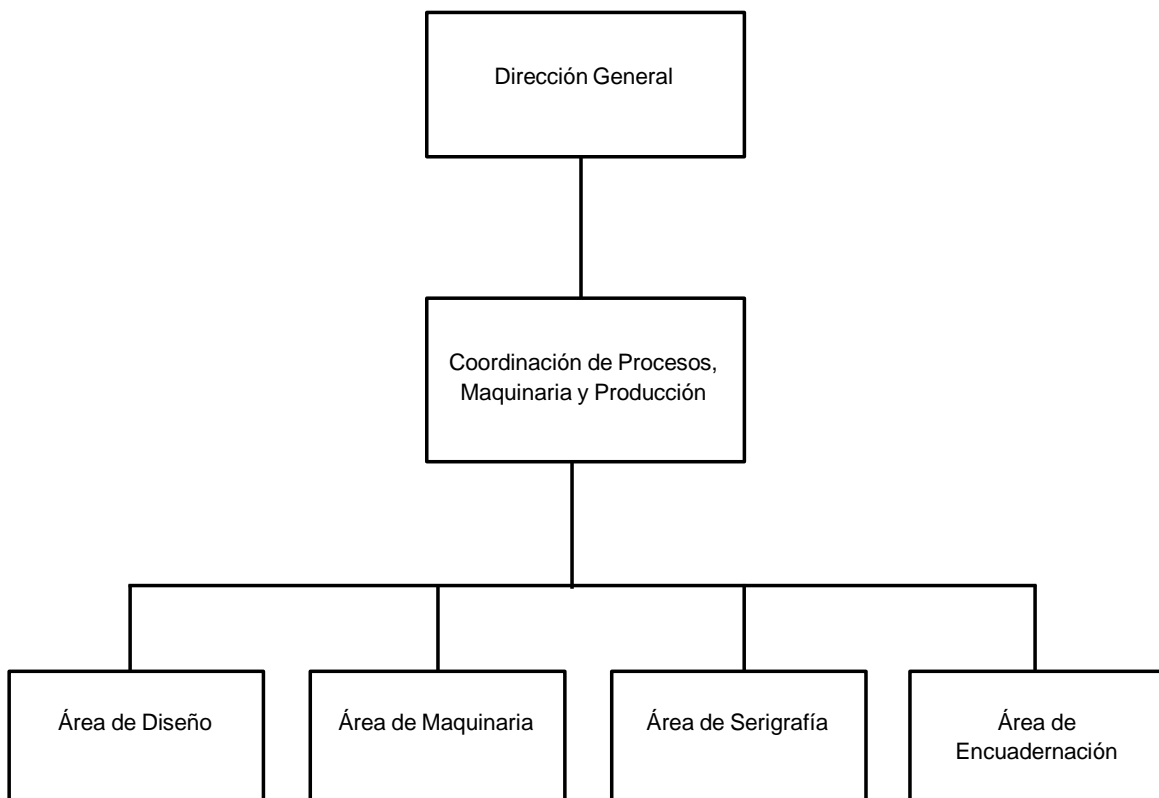 Dirección General
Coordinación de Procesos,
Maquinaria y Producción
Área de Diseño
Área de Maquinaria
Área de Serigrafía
Área de
Encuadernación